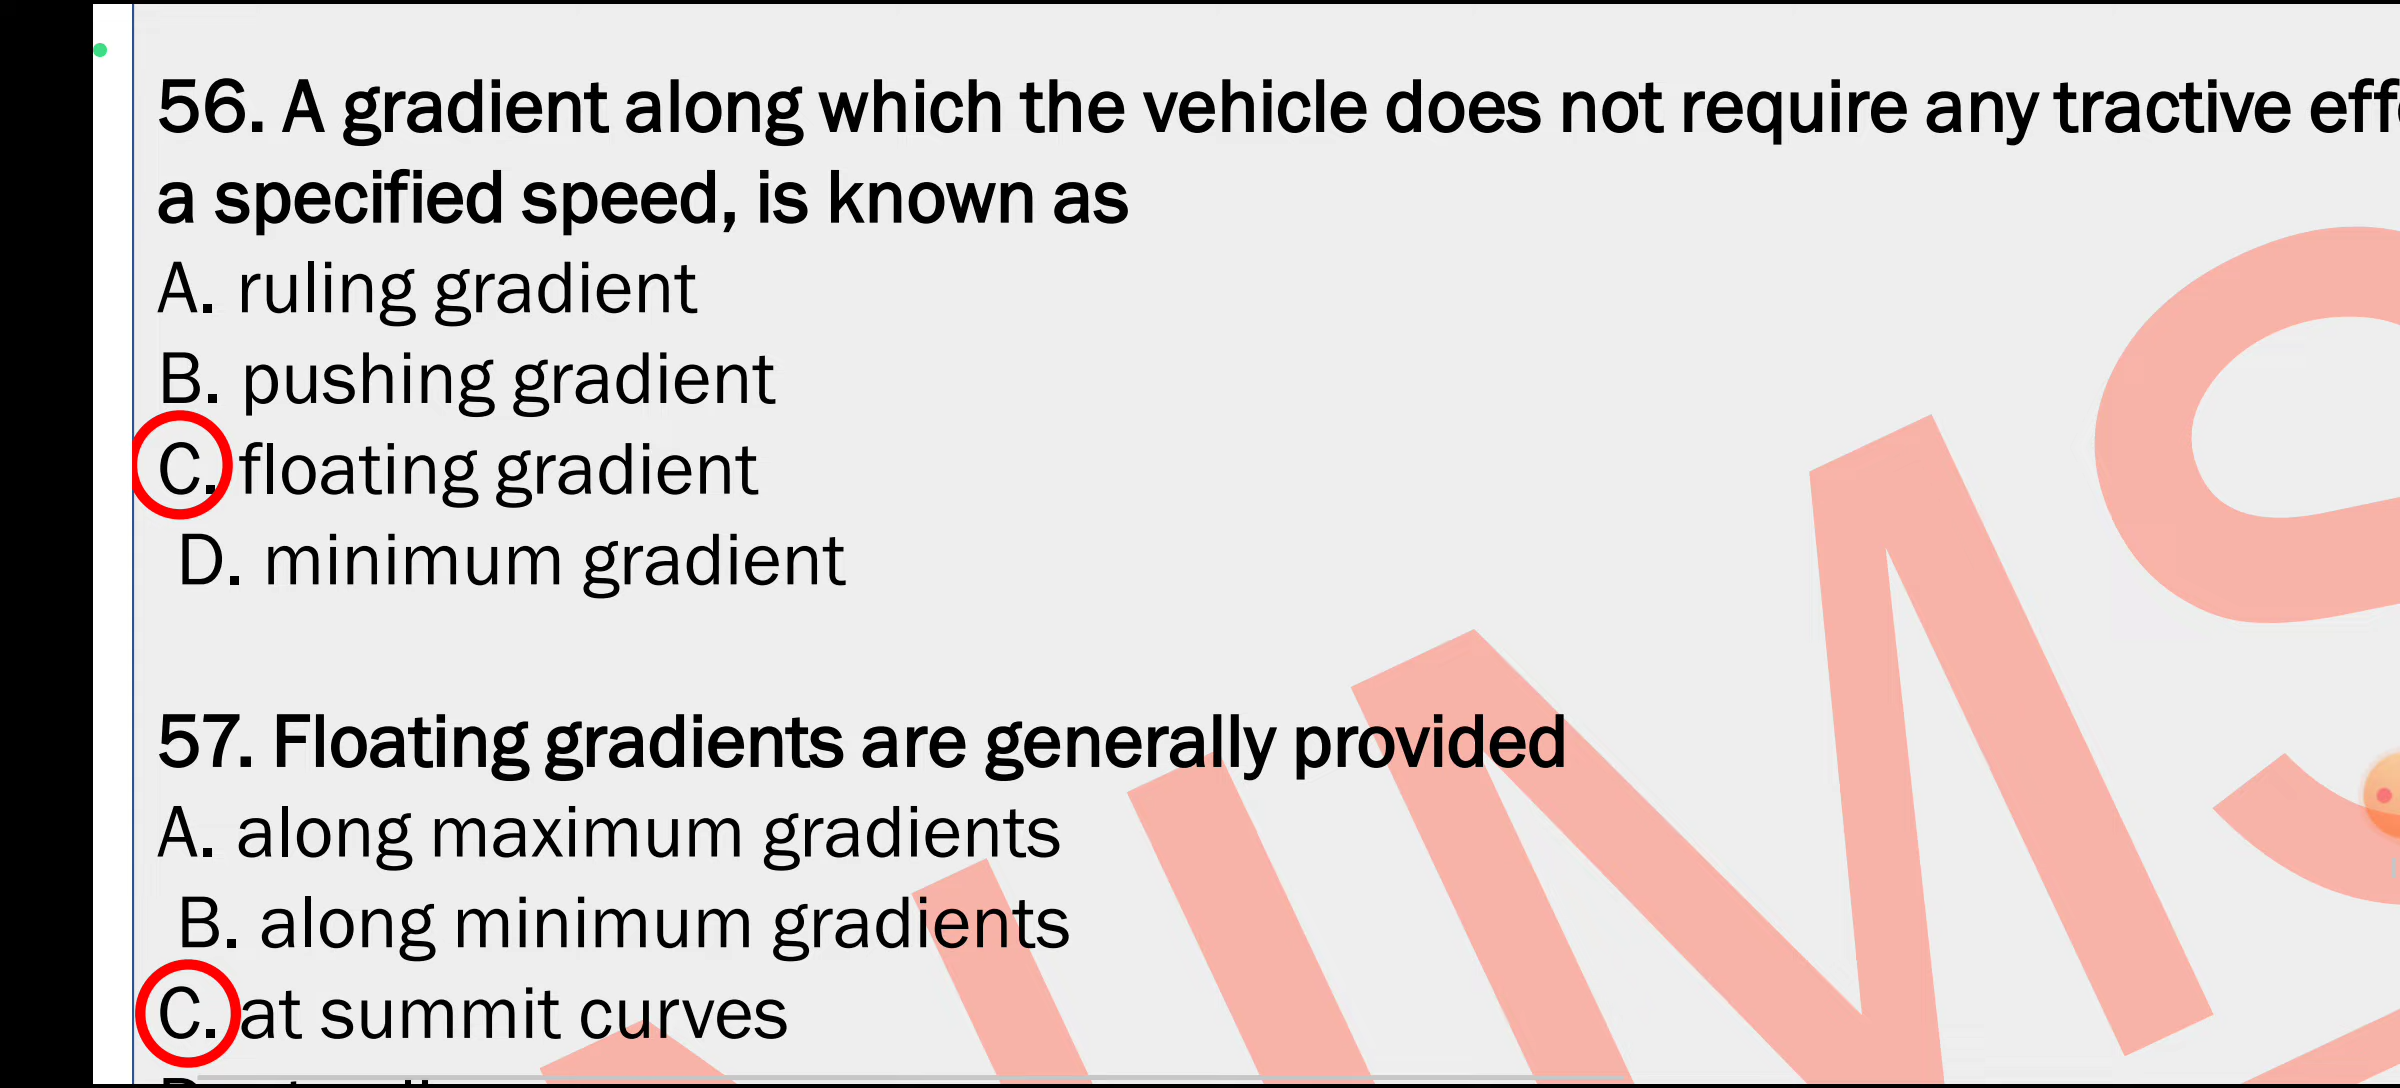 56. A gradient along which the vehicle does not require any tractive
a specified speed, is known as
A. ruling gradient
B. pushing gradient
C. floating gradient
D. minimum gradient
57. Floating gradients are generally provided
A. along maximum gradients
B. along minimum gradients
C. at summit curves